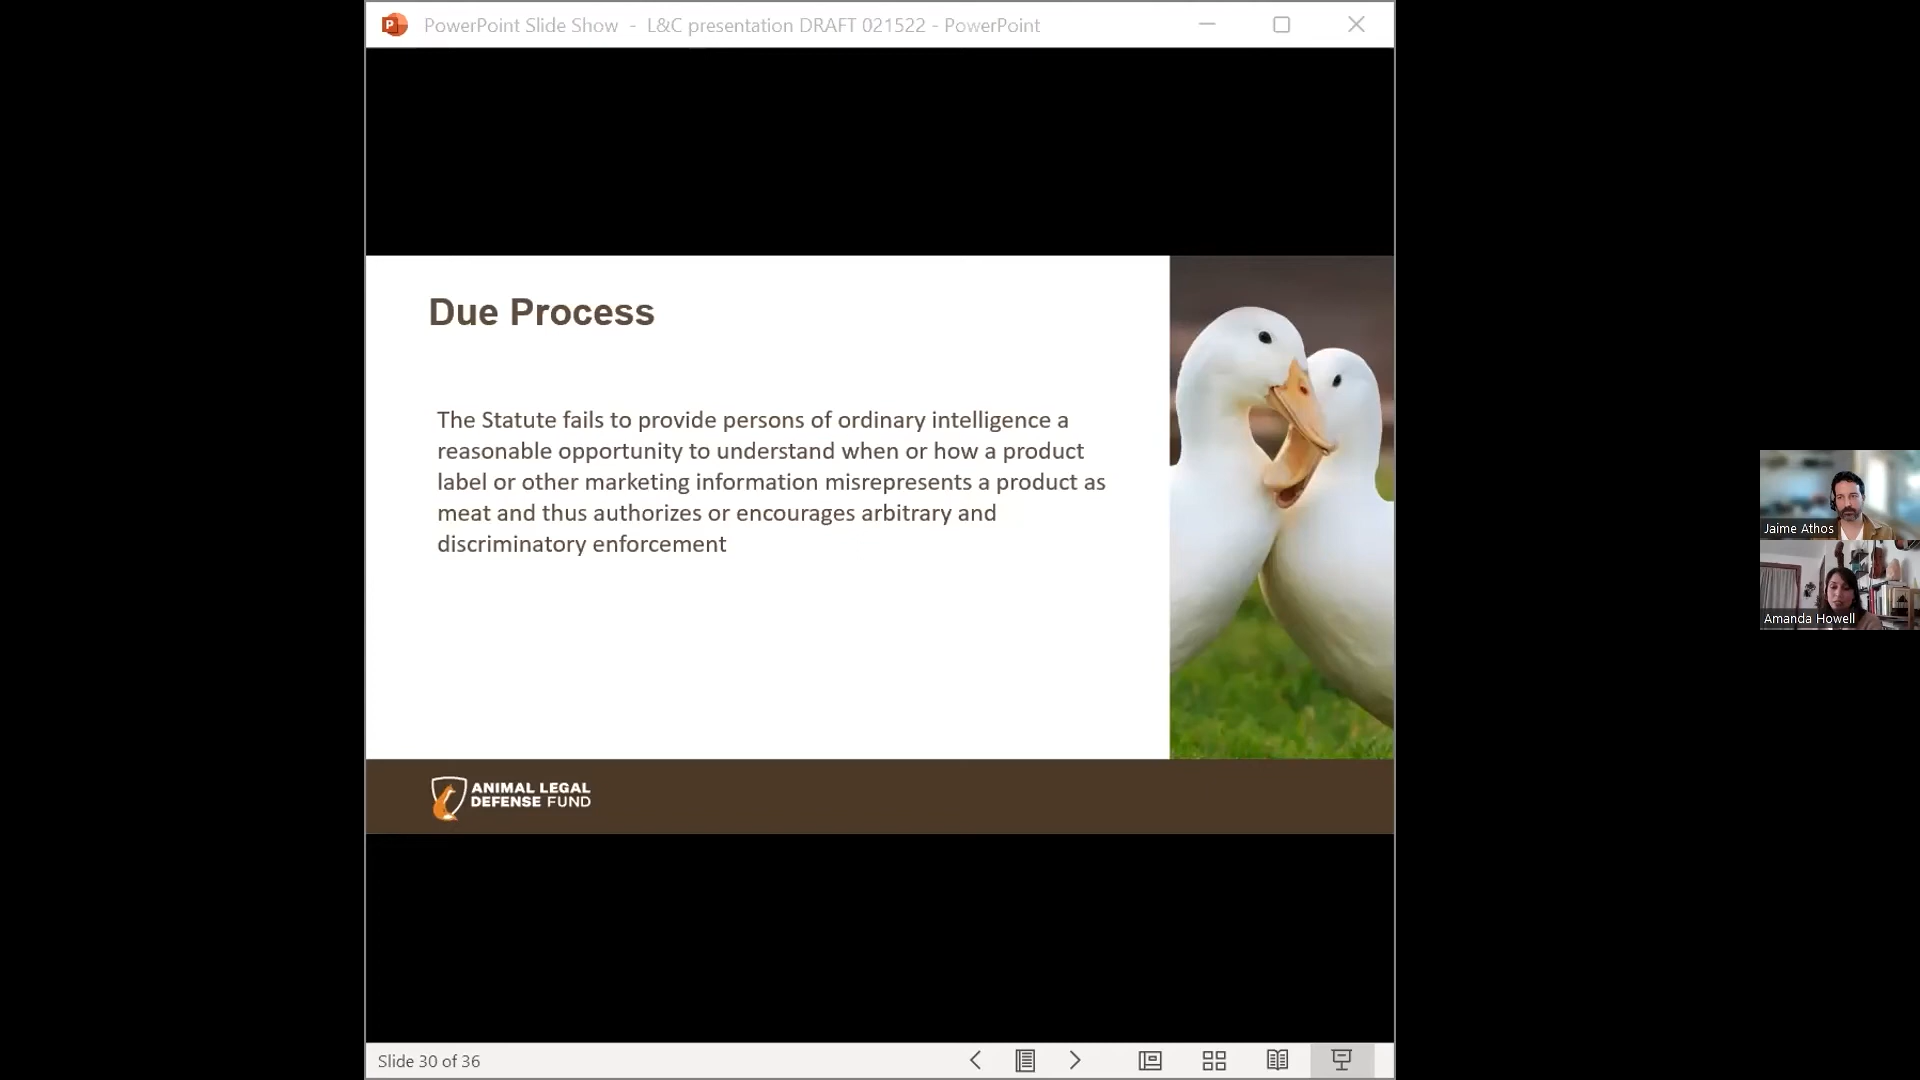 PowerPoint Slide Show - L&C presentation DRAFT 021522 - PowerPoint
Due Process
The Statute fails to provide persons of ordinary intelligence a
reasonable opportunity to understand when or how a product
label or other marketing information misrepresents a product as
meat and thus authorizes or encourages arbitrary and
discriminatory enforcement
ANIMAL LEGAL
DEFENSE FUND
Jaime Athos
Amanda Howell
Slide 30 of 36